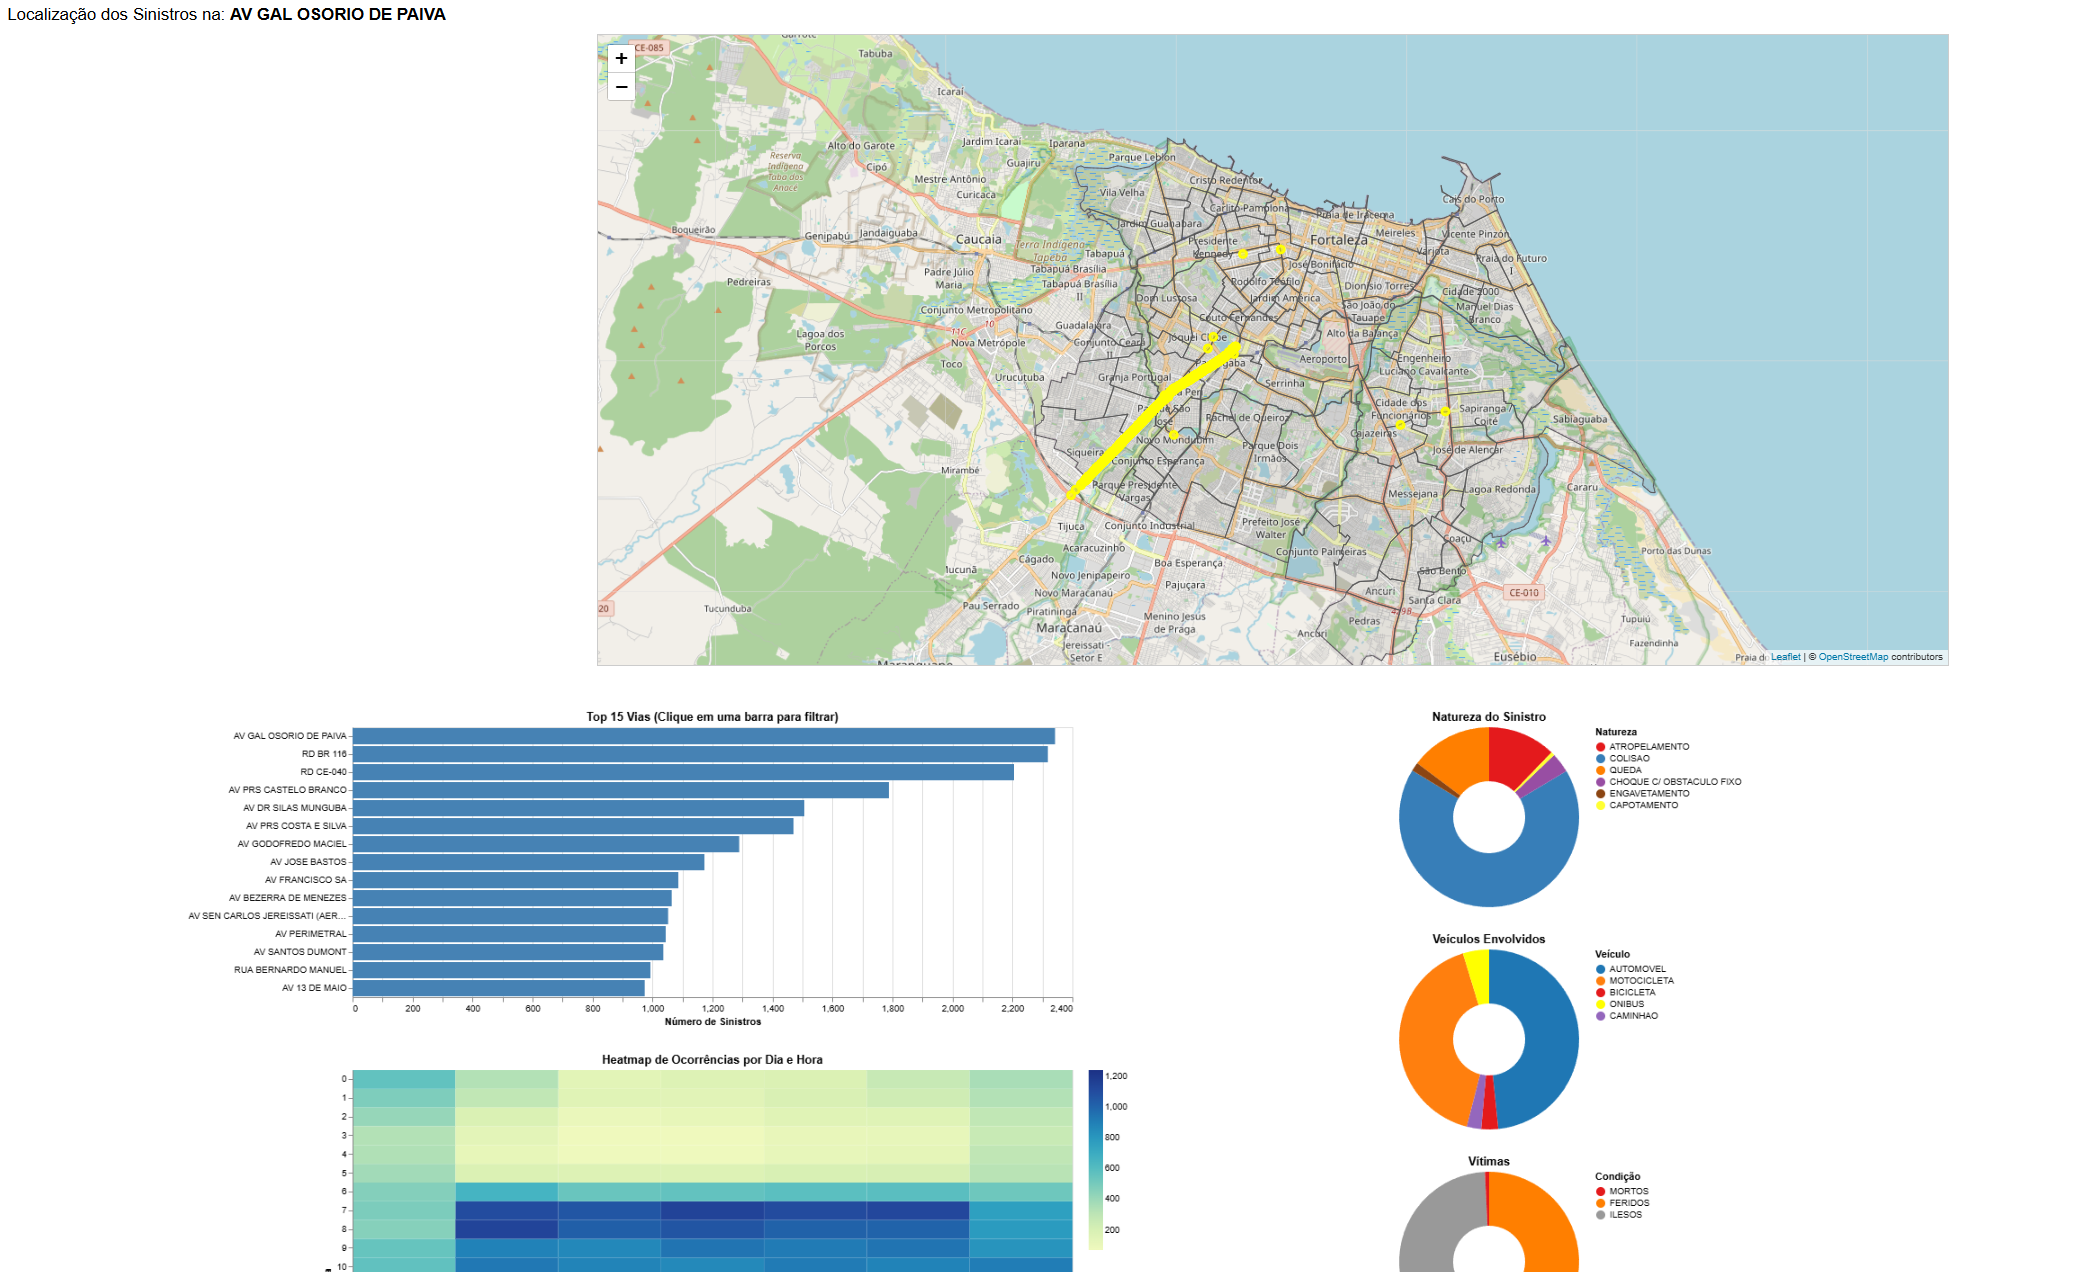 Localização dos Sinistros na: AV GAL OSORIO DE PAIVA
+
−
CE-085
Tabuba
Icaraí
Alto do Garote
Jardim Icaraí
Iparana
Parque Leblon
Reserva
Indígena
Taba dos
Anacé
Cipó
Guajiru
Mestre Antônio
Curicaca
Cristo Redentor
Vila Velha
Carlito Pamplona
Praia de Iracema
Cais do Porto
Jardim Guanabara
Boqueirão
Genipabú
Jandaiguaba
Caucaia
Terra Indígena
Tapeba
Tabapuá
Presidente
Kennedy
Fortaleza
Meireles
Vicente Pinzón
Varjota
Praia do Futuro
I
José Bonifácio
Padre Júlio
Maria
Tabapuá Brasília
Tabapuá Brasília
II
Pedreiras
Rodolfo Teófilo
Dionísio Torres
Dom Lustosa
Jardim América
Cidade 2000
São João do
Tauape
Manuel Dias
Branco
Conjunto Metropolitano
Couto Fernandes
Guadalajara
Lagoa dos
Porcos
11C
10
Nova Metrópole
Conjunto Ceará
II
Jóquei Clube
Alto da Balança
Toco
Urucutuba
Aeroporto
Engenheiro
Luciano Cavalcante
Granja Portugal
Serrinha
Cidade dos
Funcionários
Sapiranga /
Coité
Sabiaguaba
Rachel de Queiroz
Novo Mondubim
Cajazeiras
Parque Dois
Irmãos
José de Alencar
Siqueira
Conjunto Esperança
Mirambé
Parque Presidente
Vargas
Messejana
Lagoa Redonda
Cararu
Tijuca
Conjunto Industrial
Prefeito José
Walter
Coaçu
Acaracuzinho
Conjunto Palmeiras
Porto das Dunas
Cágado
Boa Esperança
São Bento
Novo Jenipapeiro
Pajuçara
Novo Maracanaú
Ancuri
Santa Clara
CE-010
20
Tucunduba
Pau Serrado
Piratininga
Menino Jesus
de Praga
Pedras
Tupuiú
Maracanaú
Ancuri
Fazendinha
Jereissati -
Setor E
Eusébio
Leaflet | © OpenStreetMap contributors
Top 15 Vias (Clique em uma barra para filtrar)
AV GAL OSORIO DE PAIVA
RD BR 116
RD CE-040
AV PRS CASTELO BRANCO
AV DR SILAS MUNGUBA
AV PRS COSTA E SILVA
AV GODOFREDO MACIEL
AV JOSE BASTOS
AV FRANCISCO SA
AV BEZERRA DE MENEZES
AV SEN CARLOS JEREISSATI (AER...
AV PERIMETRAL
AV SANTOS DUMONT
RUA BERNARDO MANUEL
AV 13 DE MAIO
0 200 400 600 800 1,000 1,200 1,400 1,600 1,800 2,000 2,200 2,400
Número de Sinistros
Natureza do Sinistro
Natureza
ATROPELAMENTO
COLISAO
QUEDA
CHOQUE C/ OBSTACULO FIXO
ENGAVETAMENTO
CAPOTAMENTO
Veículos Envolvidos
Veículo
AUTOMOVEL
MOTOCICLETA
BICICLETA
ONIBUS
CAMINHAO
Heatmap de Ocorrências por Dia e Hora
0
1
2
3
4
5
6
7
8
9
10
1,200
1,000
800
600
400
200
Vítimas
Condição
MORTOS
FERIDOS
ILESOS